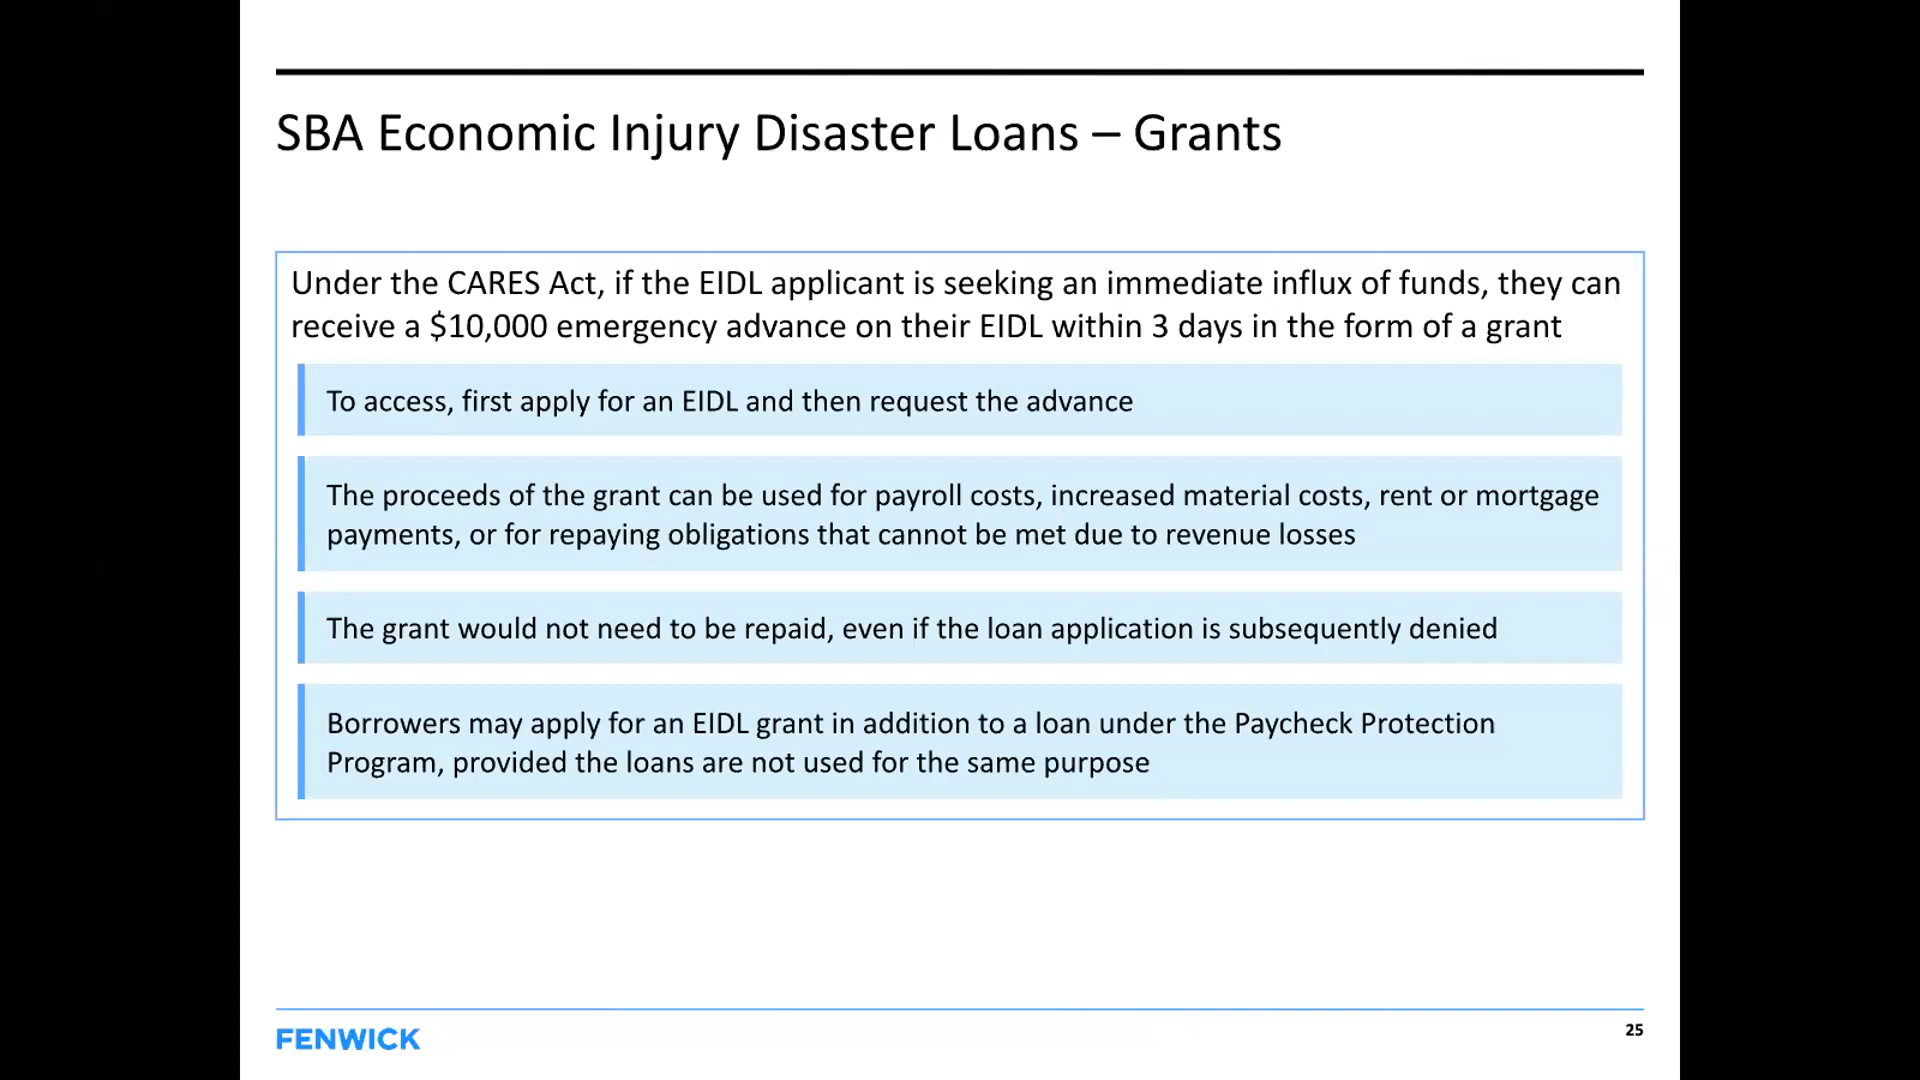 SBA Economic Injury Disaster Loans – Grants
Under the CARES Act, if the EIDL applicant is seeking an immediate influx of funds, they can
receive a $10,000 emergency advance on their EIDL within 3 days in the form of a grant
To access, first apply for an EIDL and then request the advance
The proceeds of the grant can be used for payroll costs, increased material costs, rent or mortgage
payments, or for repaying obligations that cannot be met due to revenue losses
The grant would not need to be repaid, even if the loan application is subsequently denied
Borrowers may apply for an EIDL grant in addition to a loan under the Paycheck Protection
Program, provided the loans are not used for the same purpose
FENWICK
25